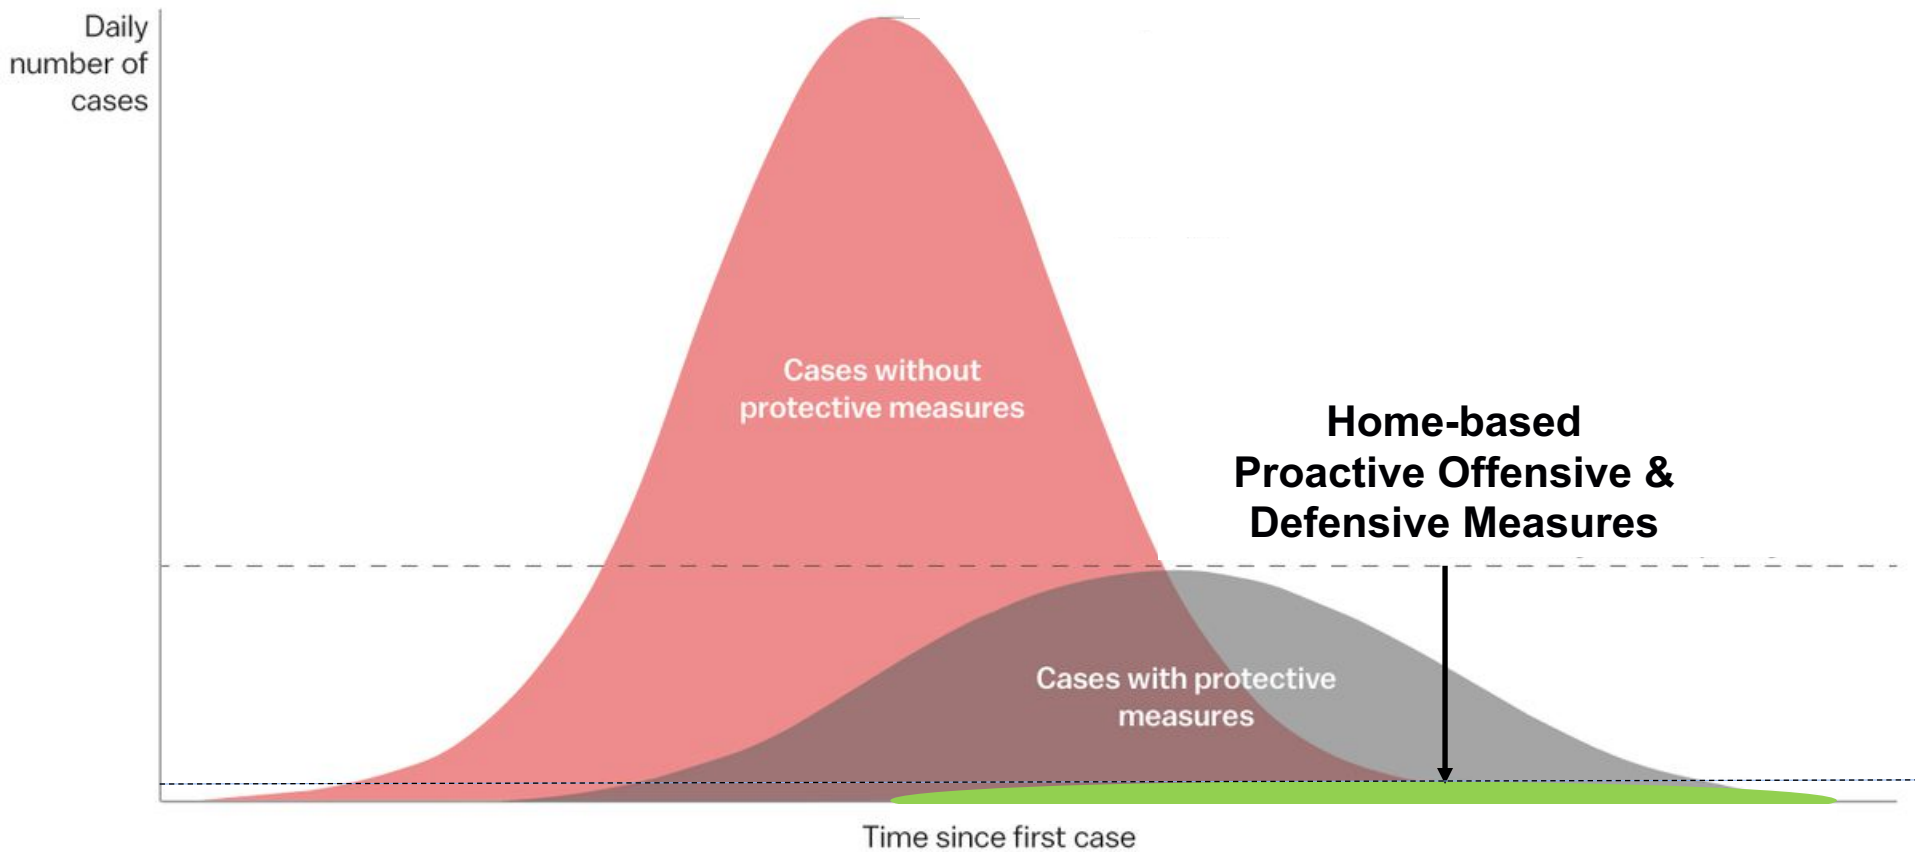 Daily
number of
cases
Cases without
protective measures
Home-based
Proactive Offensive &
Defensive Measures
Cases with protective
measures
Time since first case